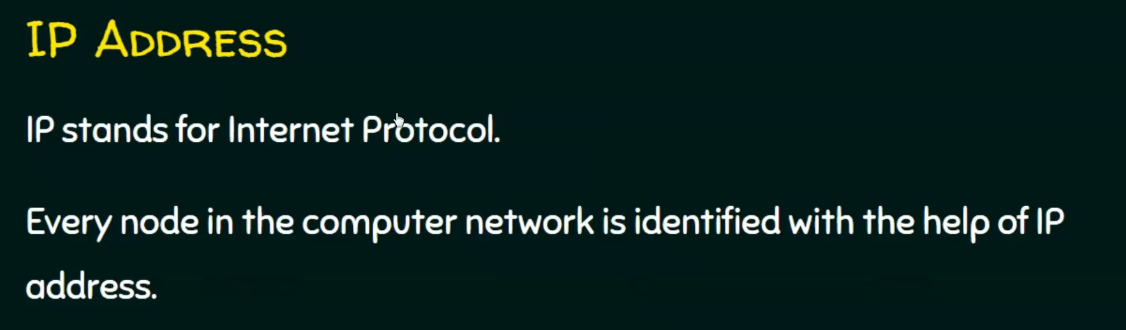 IP ADDRESS
IP stands for Internet Protocol.
Every node in the computer network is identified with the help of IP
address.